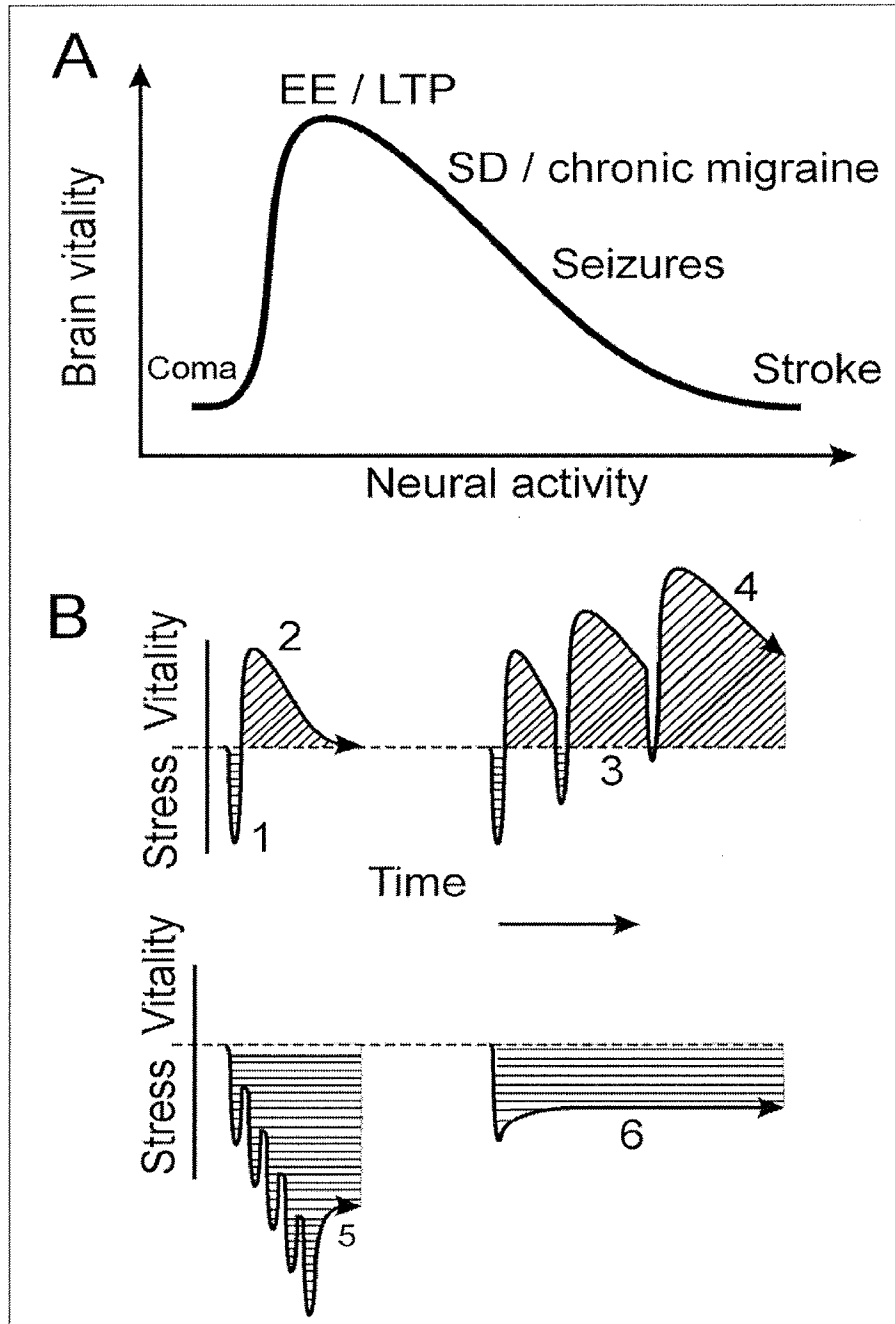 A
EE / LTP
SD / chronic migraine
Seizures
Coma
Stroke
Brain vitality
Neural activity
B
Vitality
Stress
1
2
3
4
Time
Vitality
Stress
5
6